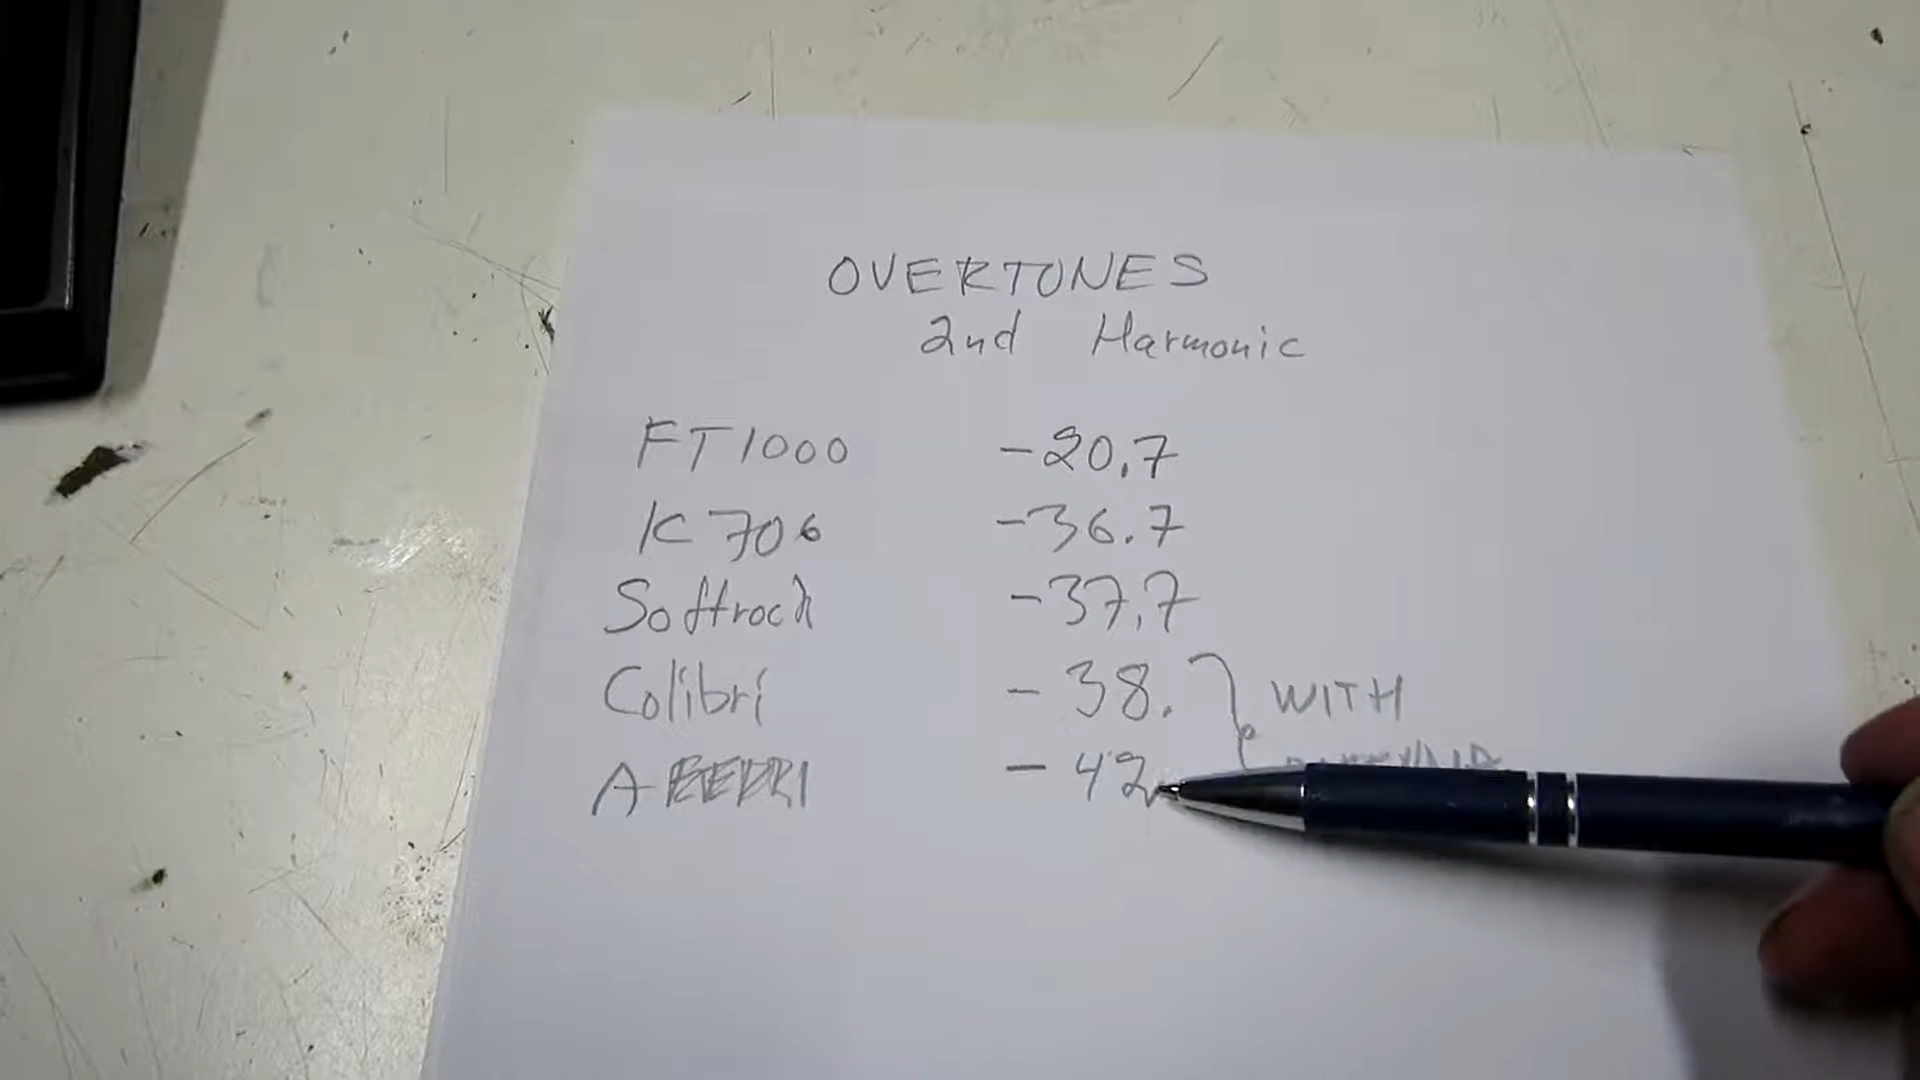 OVERTONES
2nd Harmonic
FT1000 -20.7
K706 -36.7
Softrock -37.7
Colibri -38. } WITH
-42